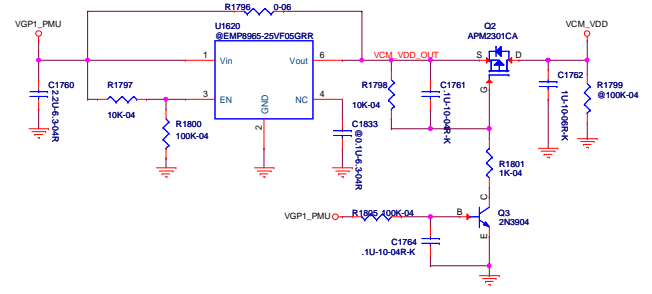 R1796 0-06
VGP1_PMU
U1620
@EMP8965-25VF05GRR
Q2
APM2301CA
VCM_VDD
1 Vin
Vout 6
VCM_VDD_OUT
S
D
G
C1760
2.2U-6.3-04R
R1797
10K-04
3 EN
NC 4
GND
2
R1798
10K-04
C1761
.1U-10-04R-K
C1762
1U-10-06R-K
R1799
@100K-04
R1800
100K-04
C1833
@0.1U-6.3-04R
R1801
1K-04
VGP1_PMU
R1805 100K-04
B
C
E
Q3
2N3904
C1764
.1U-10-04R-K